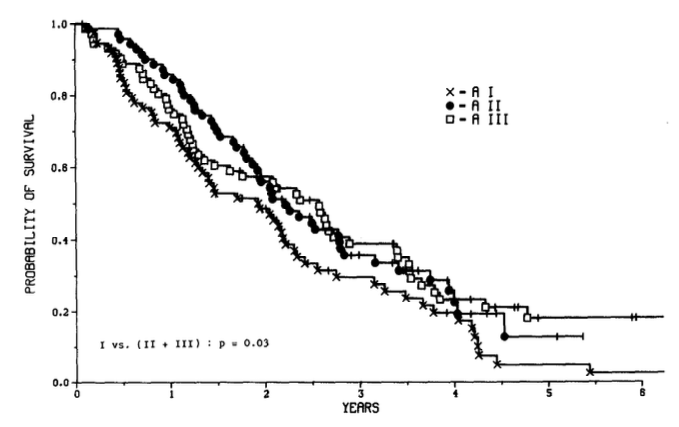 1.0
0.8
0.6
0.4
0.2
0.0
PROBABILITY OF SURVIVAL
X - A I
● - A II
□ - A III
I vs. (II + III) : p = 0.03
0 1 2 3 4 5 6
YEARS